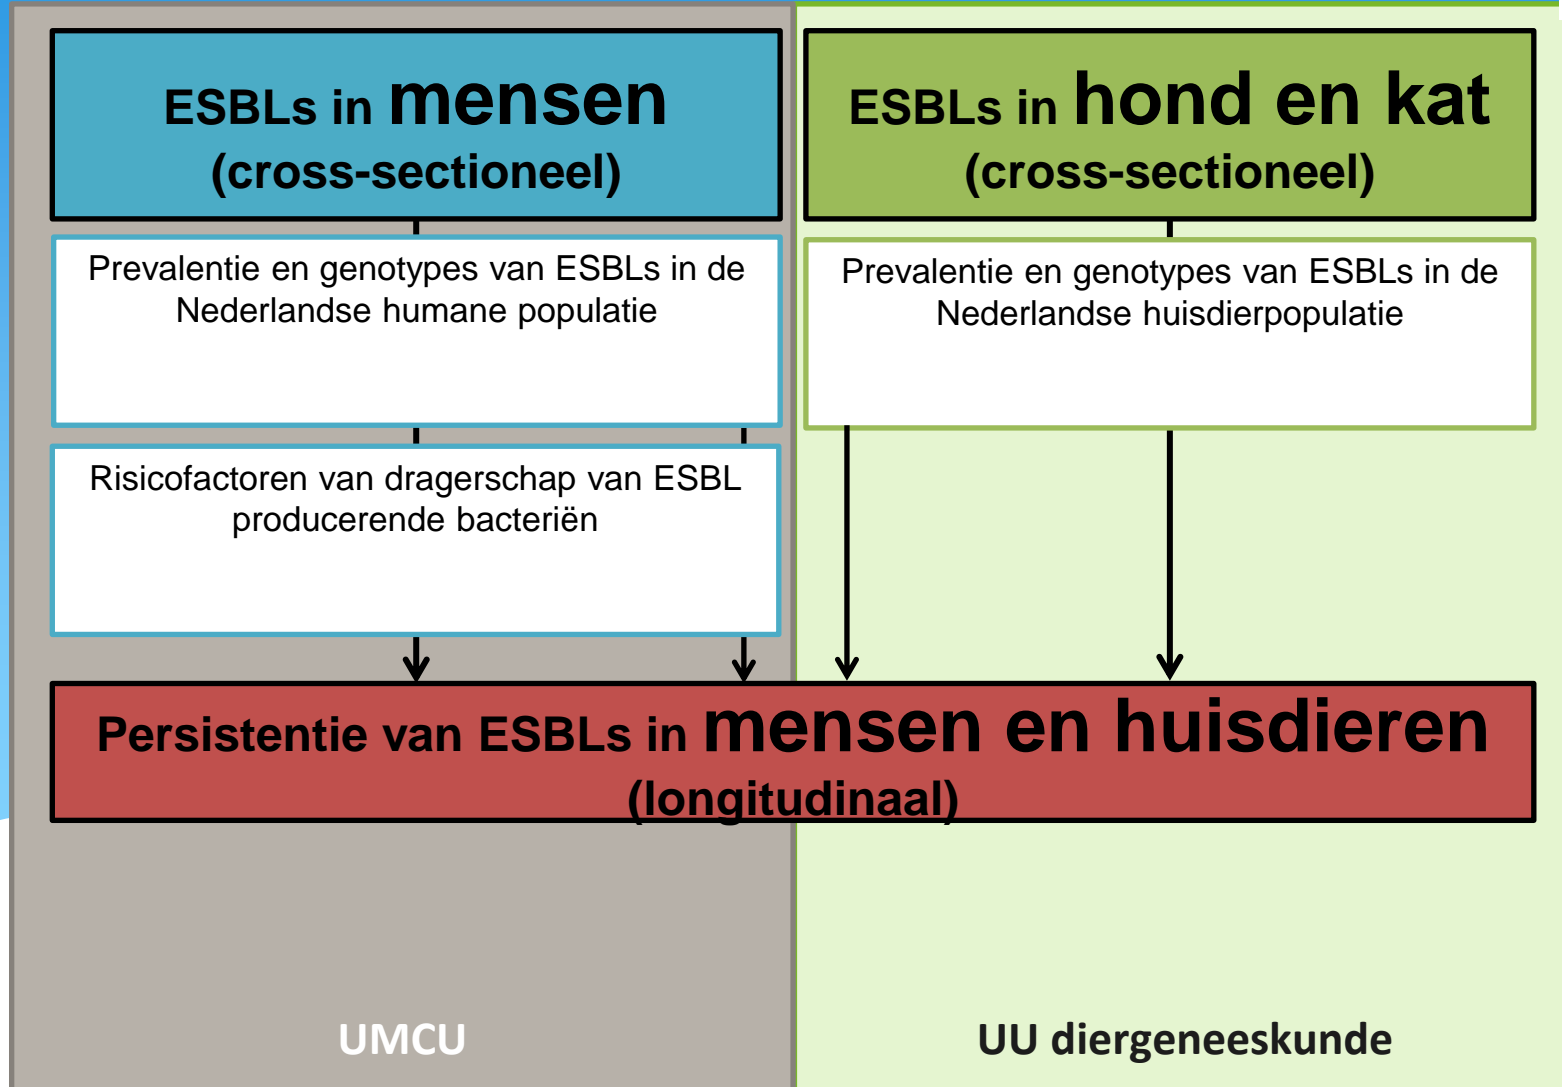 ESBLs in mensen
(cross-sectioneel)
Prevalentie en genotypes van ESBLs in de
Nederlandse humane populatie
Risicofactoren van dragerschap van ESBL
producerende bacteriën
ESBLs in hond en kat
(cross-sectioneel)
Prevalentie en genotypes van ESBLs in de
Nederlandse huisdierpopulatie
Persistentie van ESBLs in mensen en huisdieren
(longitudinaal)
UMCU
UU diergeneeskunde